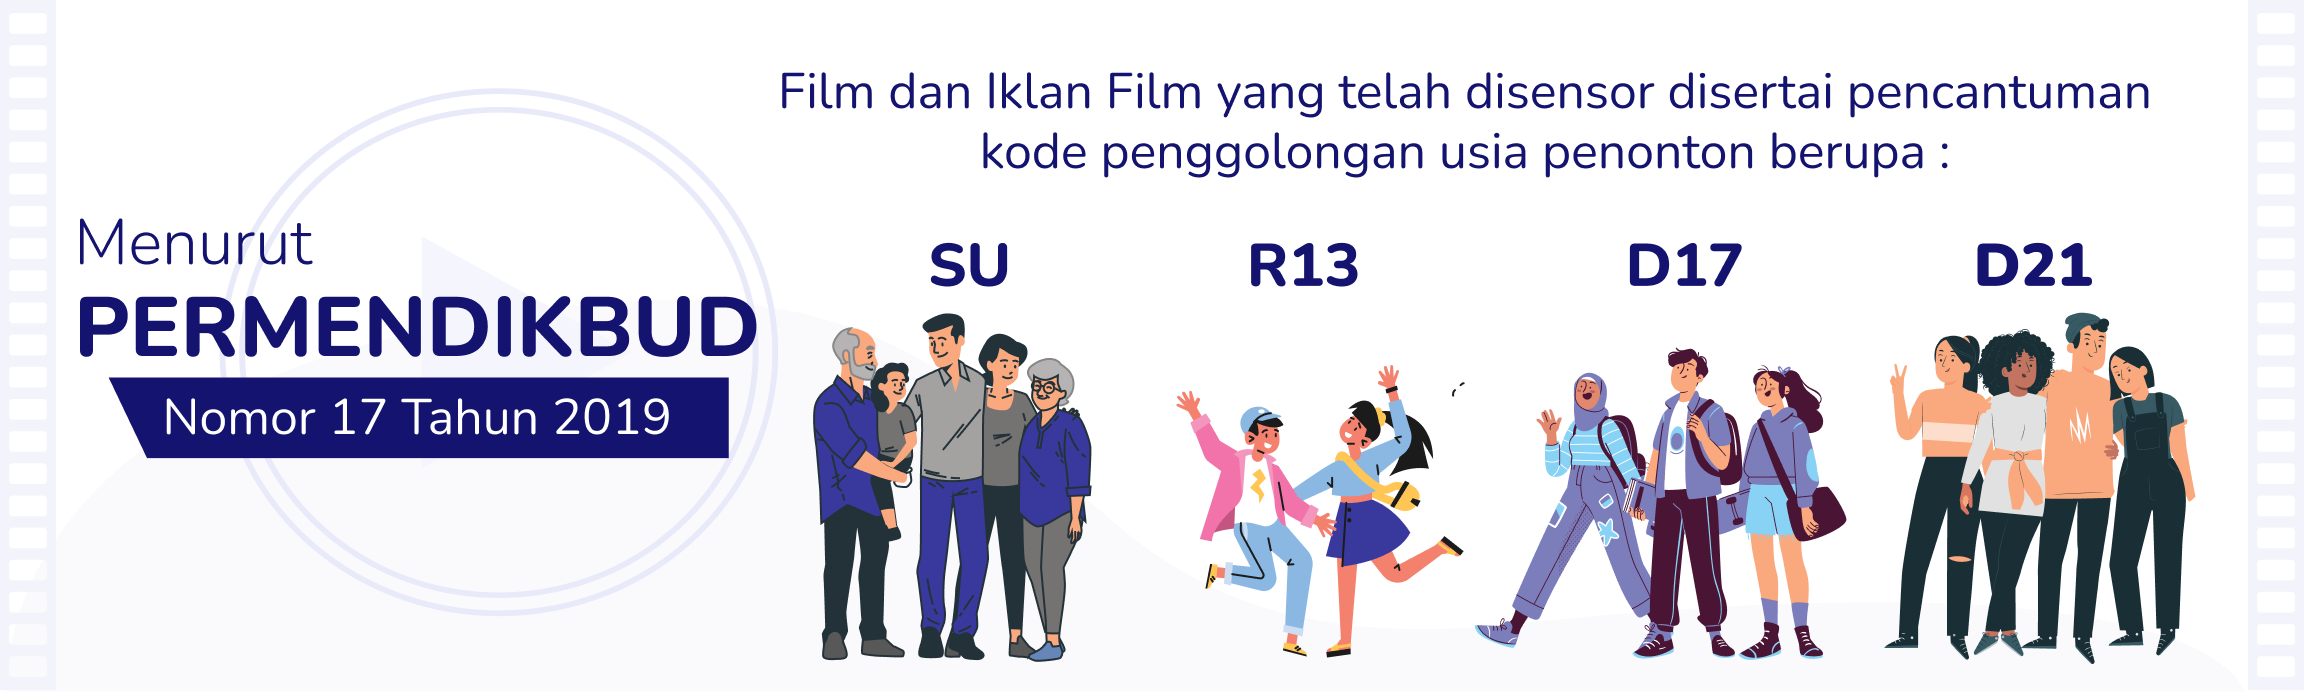 Menurut
PERMENDIKBUD
Nomor 17 Tahun 2019
Film dan Iklan Film yang telah disensor disertai pencantuman
kode penggolongan usia penonton berupa :
SU
R13
D17
D21